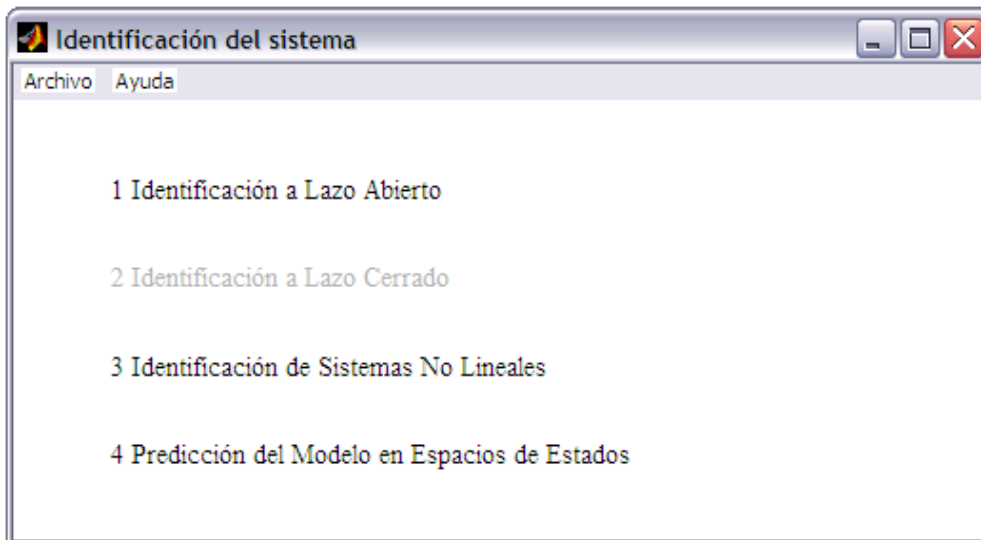 Identificación del sistema
Archivo Ayuda
1 Identificación a Lazo Abierto
2 Identificación a Lazo Cerrado
3 Identificación de Sistemas No Lineales
4 Predicción del Modelo en Espacios de Estados